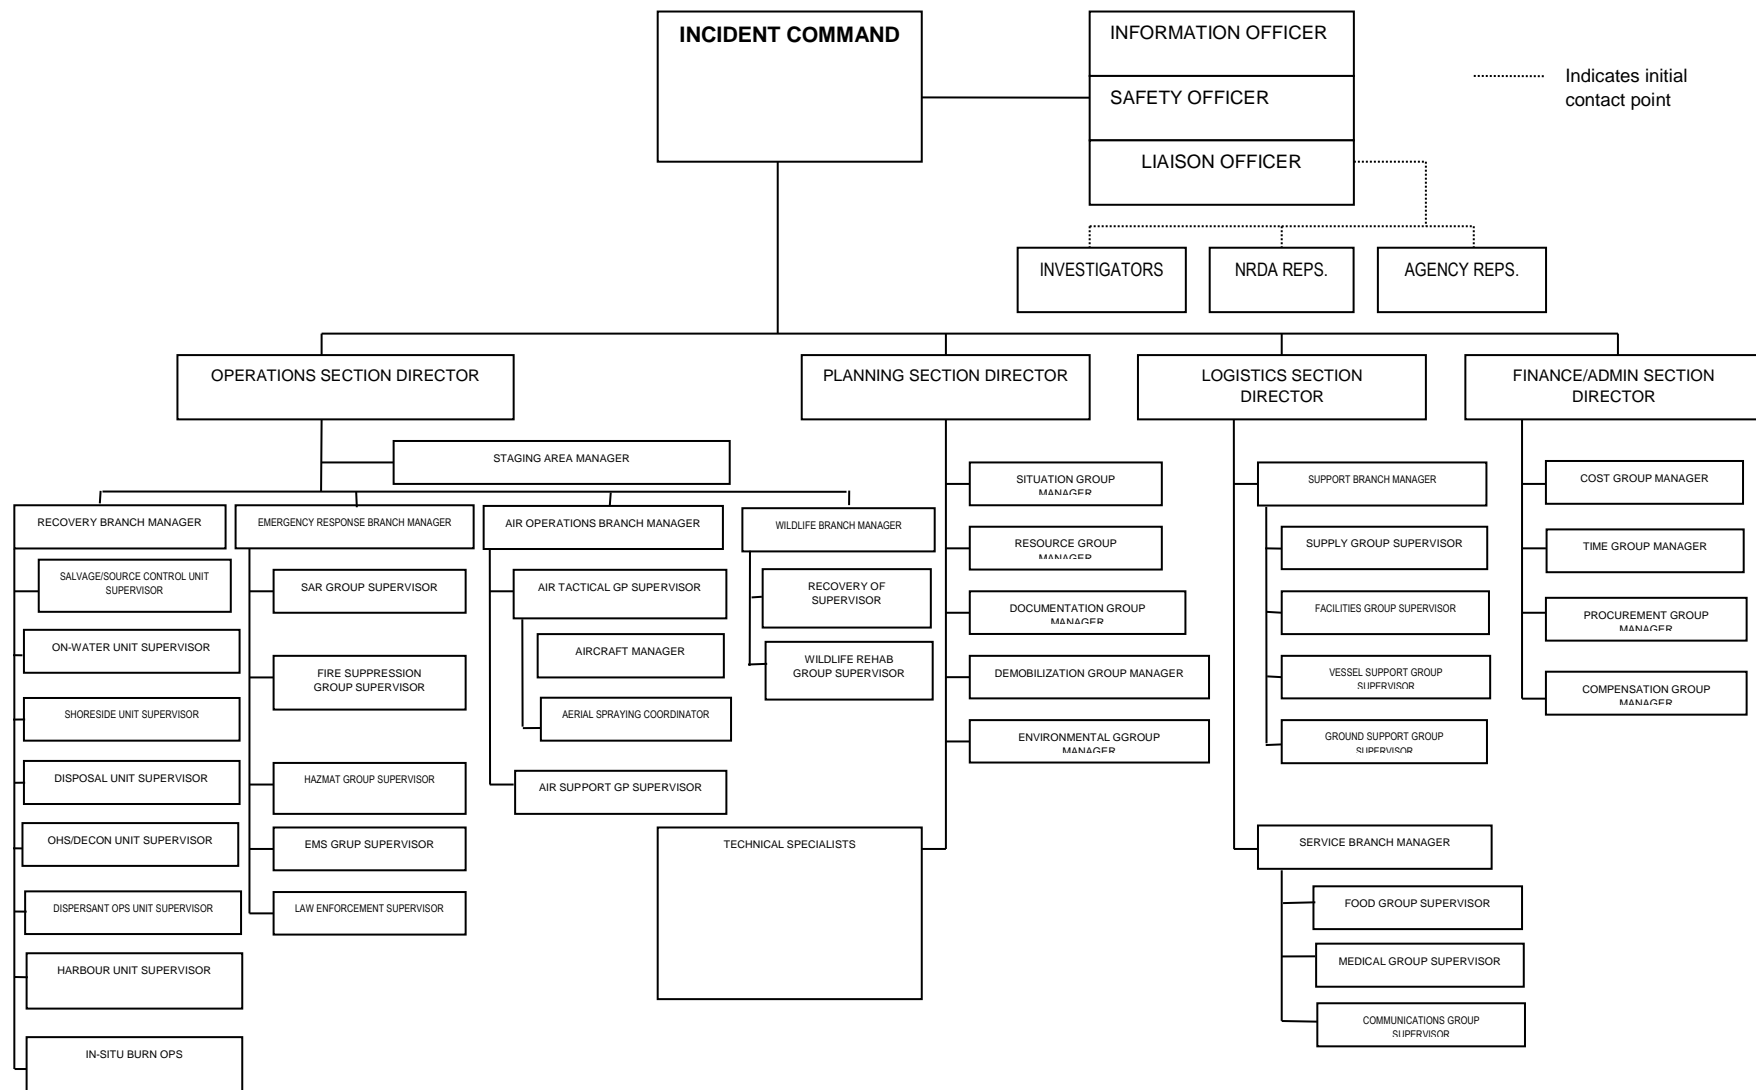 INCIDENT COMMAND
INFORMATION OFFICER
SAFETY OFFICER
LIAISON OFFICER
Indicates initial
contact point
INVESTIGATORS
NRDA REPS.
AGENCY REPS.
OPERATIONS SECTION DIRECTOR
PLANNING SECTION DIRECTOR
LOGISTICS SECTION
DIRECTOR
FINANCE/ADMIN SECTION
DIRECTOR
STAGING AREA MANAGER
RECOVERY BRANCH MANAGER
SALVAGE/SOURCE CONTROL UNIT
SUPERVISOR
ON-WATER UNIT SUPERVISOR
SHORESIDE UNIT SUPERVISOR
DISPOSAL UNIT SUPERVISOR
OHS/DECON UNIT SUPERVISOR
DISPERSANT OPS UNIT SUPERVISOR
HARBOUR UNIT SUPERVISOR
IN-SITU BURN OPS
EMERGENCY RESPONSE BRANCH MANAGER
SAR GROUP SUPERVISOR
FIRE SUPPRESSION
GROUP SUPERVISOR
HAZMAT GROUP SUPERVISOR
EMS GRUP SUPERVISOR
LAW ENFORCEMENT SUPERVISOR
AIR OPERATIONS BRANCH MANAGER
AIR TACTICAL GP SUPERVISOR
AIRCRAFT MANAGER
AERIAL SPRAYING COORDINATOR
AIR SUPPORT GP SUPERVISOR
WILDLIFE BRANCH MANAGER
RECOVERY OF
SUPERVISOR
WILDLIFE REHAB
GROUP SUPERVISOR
SITUATION GROUP
MANAGER
RESOURCE GROUP
MANAGER
DOCUMENTATION GROUP
MANAGER
DEMOBILIZATION GROUP MANAGER
ENVIRONMENTAL GGROUP
MANAGER
TECHNICAL SPECIALISTS
SUPPORT BRANCH MANAGER
SUPPLY GROUP SUPERVISOR
FACILITIES GROUP SUPERVISOR
VESSEL SUPPORT GROUP
SUPERVISOR
GROUND SUPPORT GROUP
SUPERVISOR
SERVICE BRANCH MANAGER
FOOD GROUP SUPERVISOR
MEDICAL GROUP SUPERVISOR
COMMUNICATIONS GROUP
SUPERVISOR
COST GROUP MANAGER
TIME GROUP MANAGER
PROCUREMENT GROUP
MANAGER
COMPENSATION GROUP
MANAGER